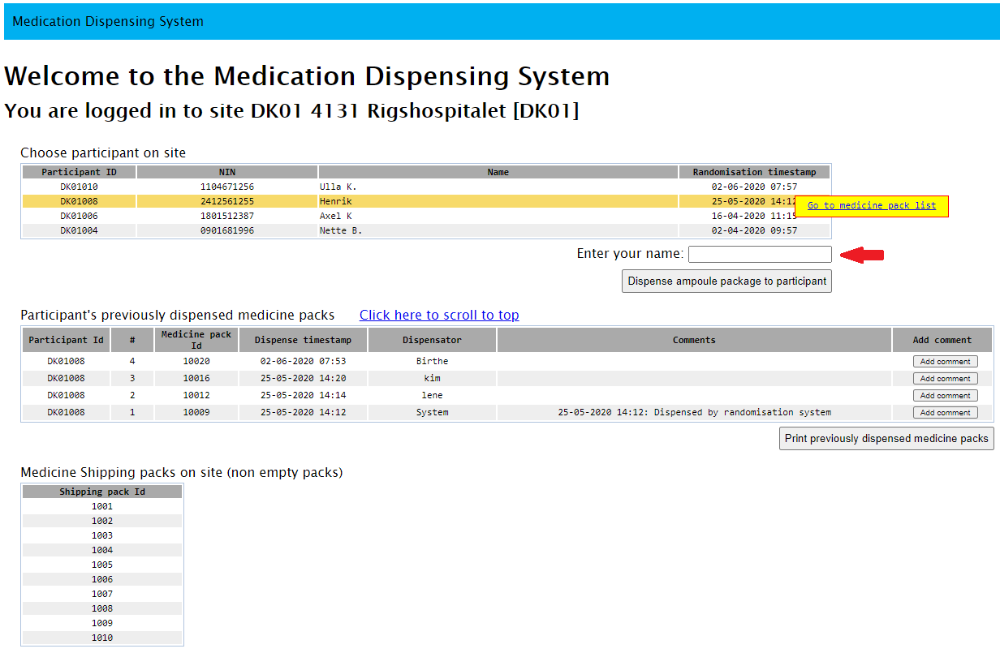 Medication Dispensing System
Welcome to the Medication Dispensing System
You are logged in to site DK01 4131 Rigshospitalet [DK01]
Choose participant on site
Participant ID NIN Name Randomisation timestamp
DK01010 1104671256 Ulla K. 02-06-2020 07:57
DK01008 2412561255 Henrik 25-05-2020 14:12
Go to medicine pack list
DK01006 1801512387 Axel K 16-04-2020 11:15
DK01004 0901681996 Nette B. 02-04-2020 09:57
Enter your name:
Dispense ampoule package to participant
Participant's previously dispensed medicine packs Click here to scroll to top
Participant Id # Medicine pack Id Dispense timestamp Dispensator Comments Add comment
DK01008 4 10020 02-06-2020 07:53 Birthe Add comment
DK01008 3 10016 25-05-2020 14:20 kim Add comment
DK01008 2 10012 25-05-2020 14:14 lene Add comment
DK01008 1 10009 25-05-2020 14:12 System 25-05-2020 14:12: Dispensed by randomisation system Add comment
Print previously dispensed medicine packs
Medicine Shipping packs on site (non empty packs)
Shipping pack Id
1001
1002
1003
1004
1005
1006
1007
1008
1009
1010